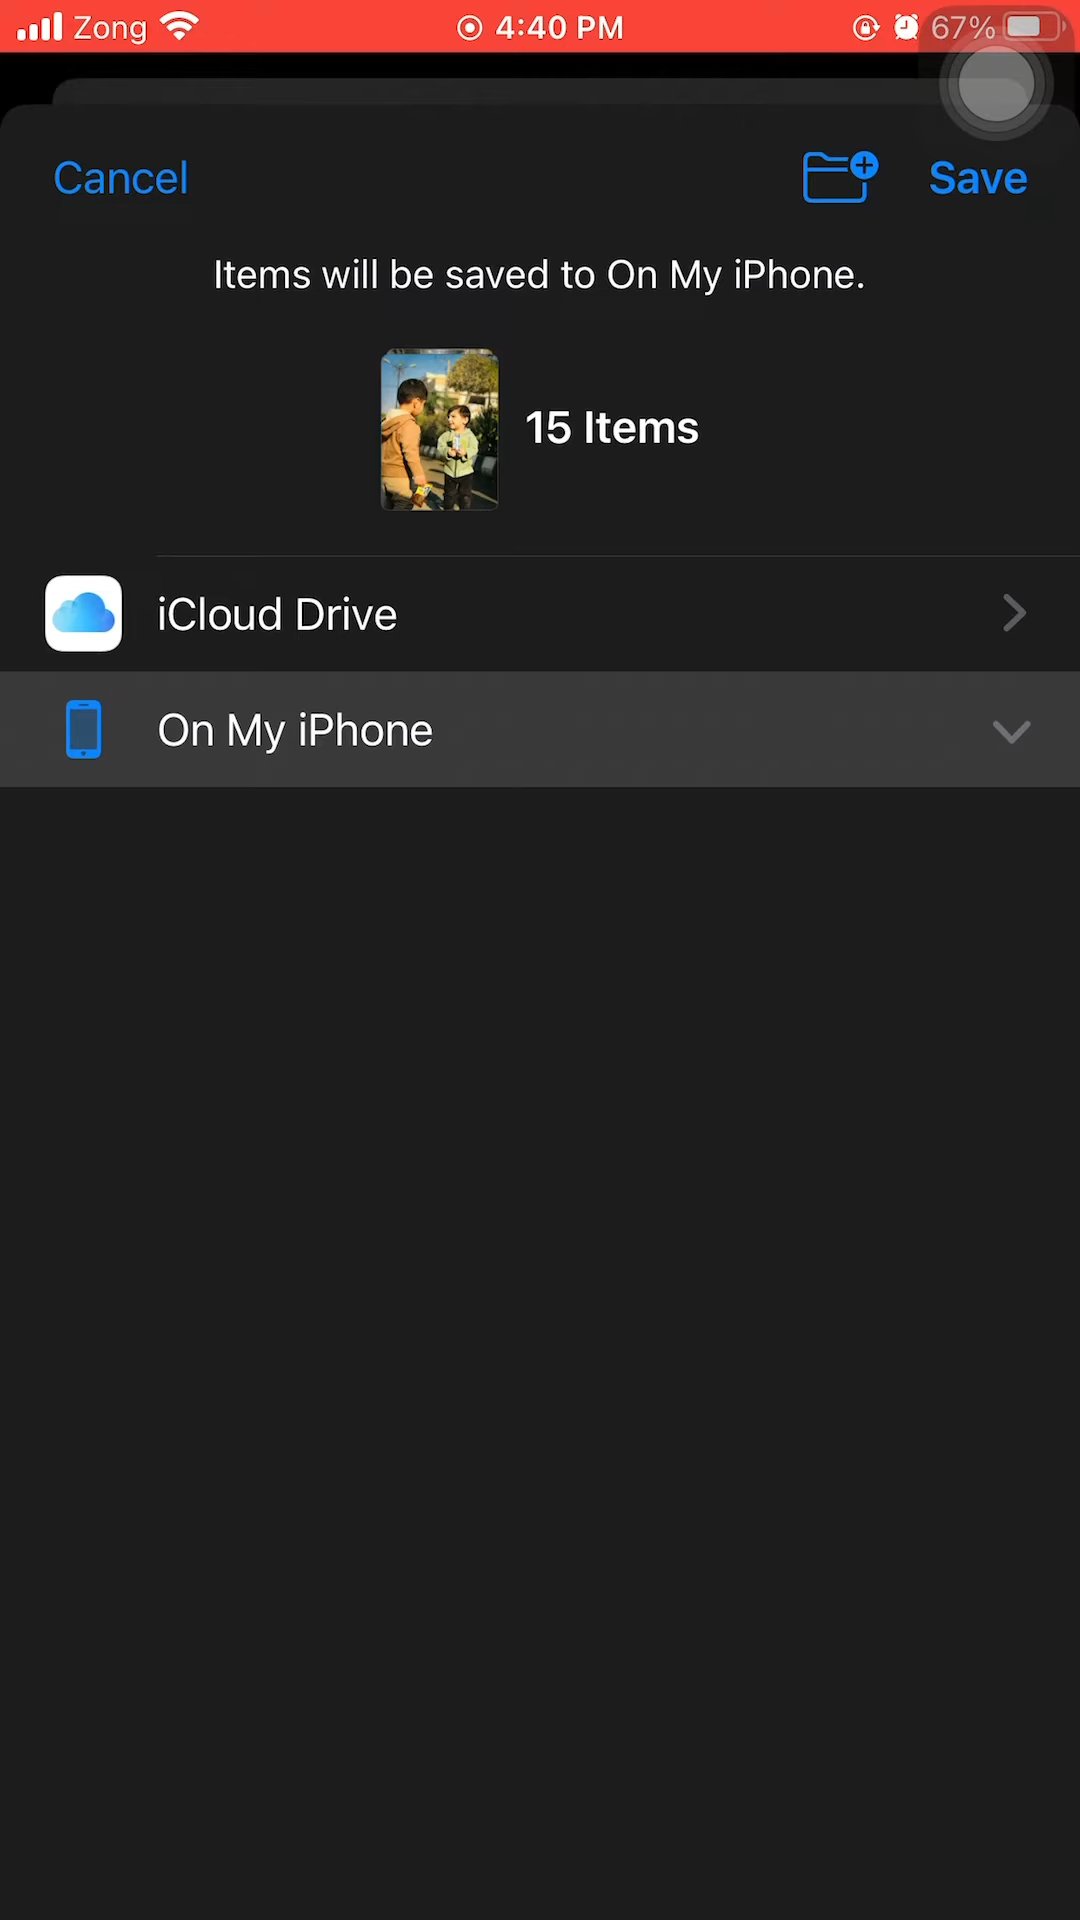 Zong 4:40 PM 67%
Cancel Save
Items will be saved to On My iPhone.
15 Items
iCloud Drive
On My iPhone